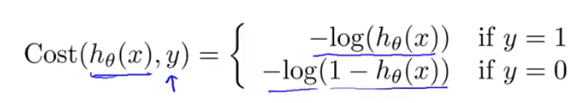 Cost(hθ(x), y) = { −log(hθ(x)) if y = 1
−log(1 − hθ(x)) if y = 0